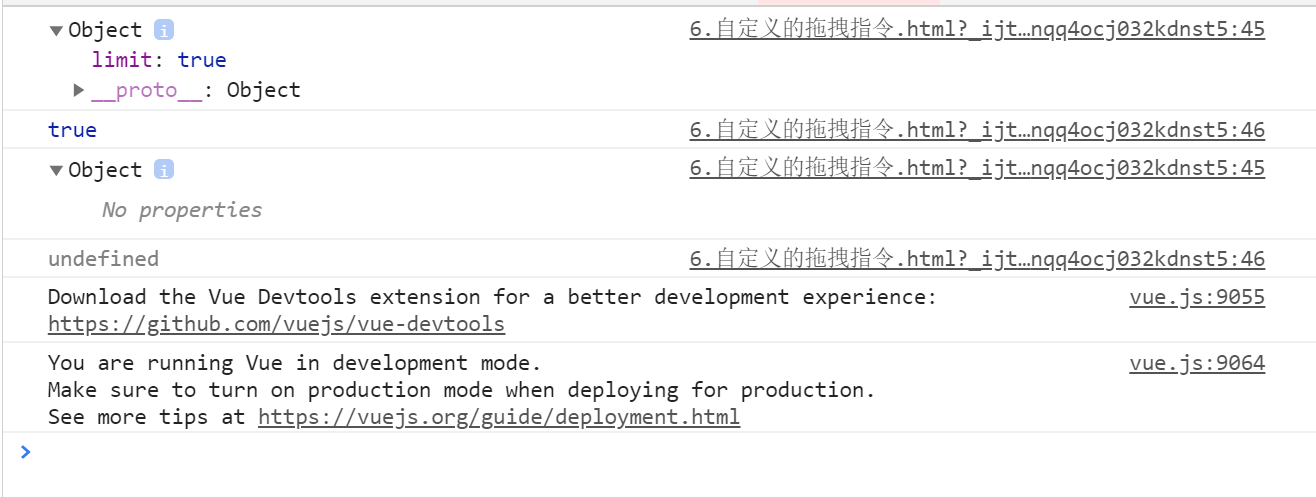 Object i 6.自定义的拖拽指令.html?_ijt…nqq4ocj032kdnst5:45
limit: true
__proto__: Object
true 6.自定义的拖拽指令.html?_ijt…nqq4ocj032kdnst5:46
Object i 6.自定义的拖拽指令.html?_ijt…nqq4ocj032kdnst5:45
No properties
undefined 6.自定义的拖拽指令.html?_ijt…nqq4ocj032kdnst5:46
Download the Vue Devtools extension for a better development experience: vue.js:9055
https://github.com/vuejs/vue-devtools
You are running Vue in development mode. vue.js:9064
Make sure to turn on production mode when deploying for production.
See more tips at https://vuejs.org/guide/deployment.html